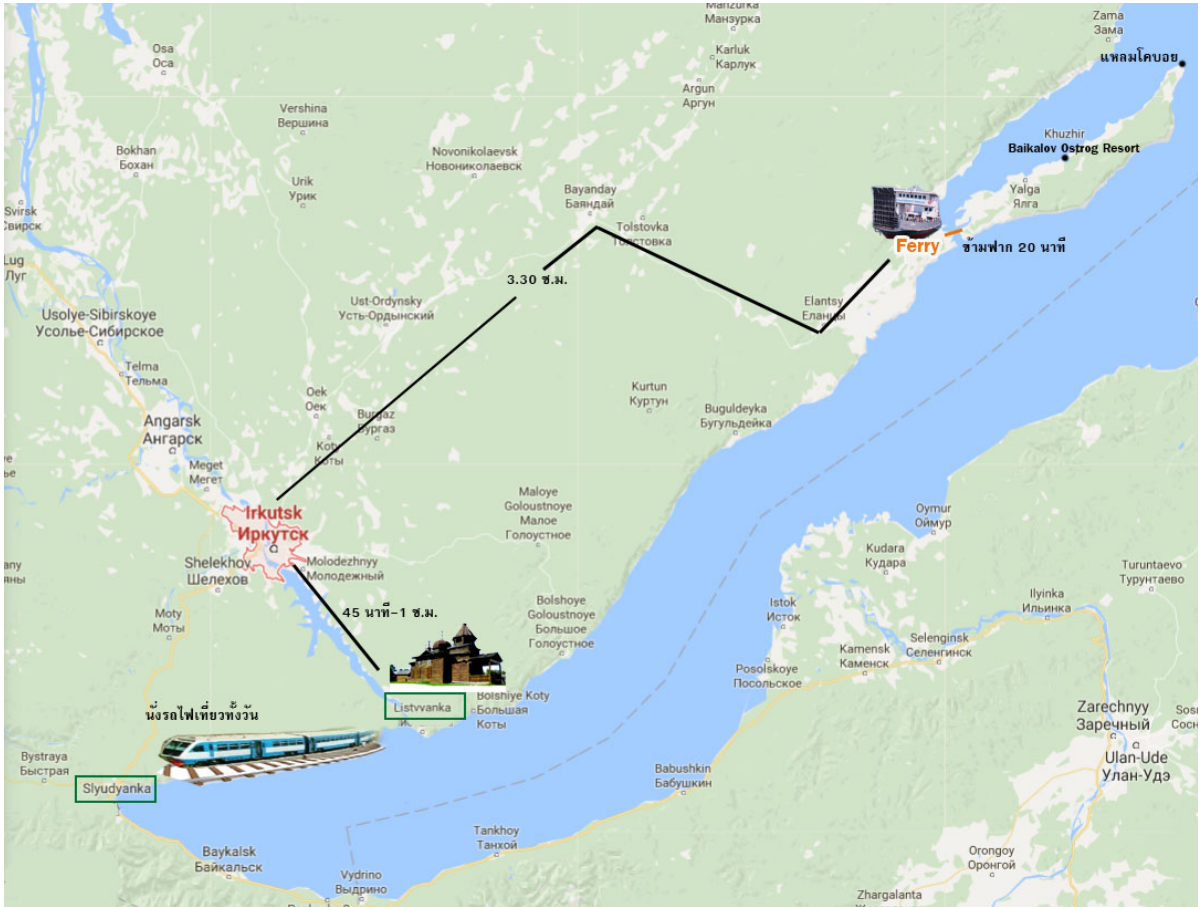 Manzurka
Манзурка
Zama
Зама
Osa
Оса
Karluk
Карлук
แหลมโคบอย
Argun
Аргун
Vershina
Вершина
Khuzhir
Baikalov Ostrog Resort
Bokhan
Бохан
Novonikolaevsk
Новониколаевск
Urik
Урик
Bayanday
Баяндай
Yalga
Ялга
Svirsk
Свирск
Tolstovka
Толстовка
Ferry
ข้ามฟาก 20 นาที
Lug
Луг
3.30 ช.ม.
Ust-Ordynsky
Усть-Ордынский
Elantsy
Еланцы
Usolye-Sibirskoye
Усолье-Сибирское
Telma
Тельма
Oek
Оек
Kurtun
Куртун
Burgaz
Бургаз
Buguldeyka
Бугульдейка
Angarsk
Ангарск
Koty
Коты
Meget
Мегет
Maloye
Goloustnoye
Малое
Голоустное
Irkutsk
Иркутск
Oymur
Оймур
Shelekhov
Шелехов
Molodezhnyy
Молодежный
Kudara
Кудара
Turuntaevo
Турунтаево
Moty
Моты
45 นาที-1 ช.ม.
Bolshoye
Goloustnoye
Большое
Голоустное
Istok
Исток
Ilyinka
Ильинка
Selenginsk
Селенгинск
Kamensk
Каменск
Posolskoye
Посольское
Listvyanka
Bolshiye Koty
Большая
Коты
นั่งรถไฟเที่ยวทั้งวัน
Zarechnyy
Заречный
Bystraya
Быстрая
Ulan-Ude
Улан-Удэ
Slyudyanka
Babushkin
Бабушкин
Tankhoy
Танхой
Baykalsk
Байкальск
Orongoy
Оронгой
Vydrino
Выдрино
Zhargalanta